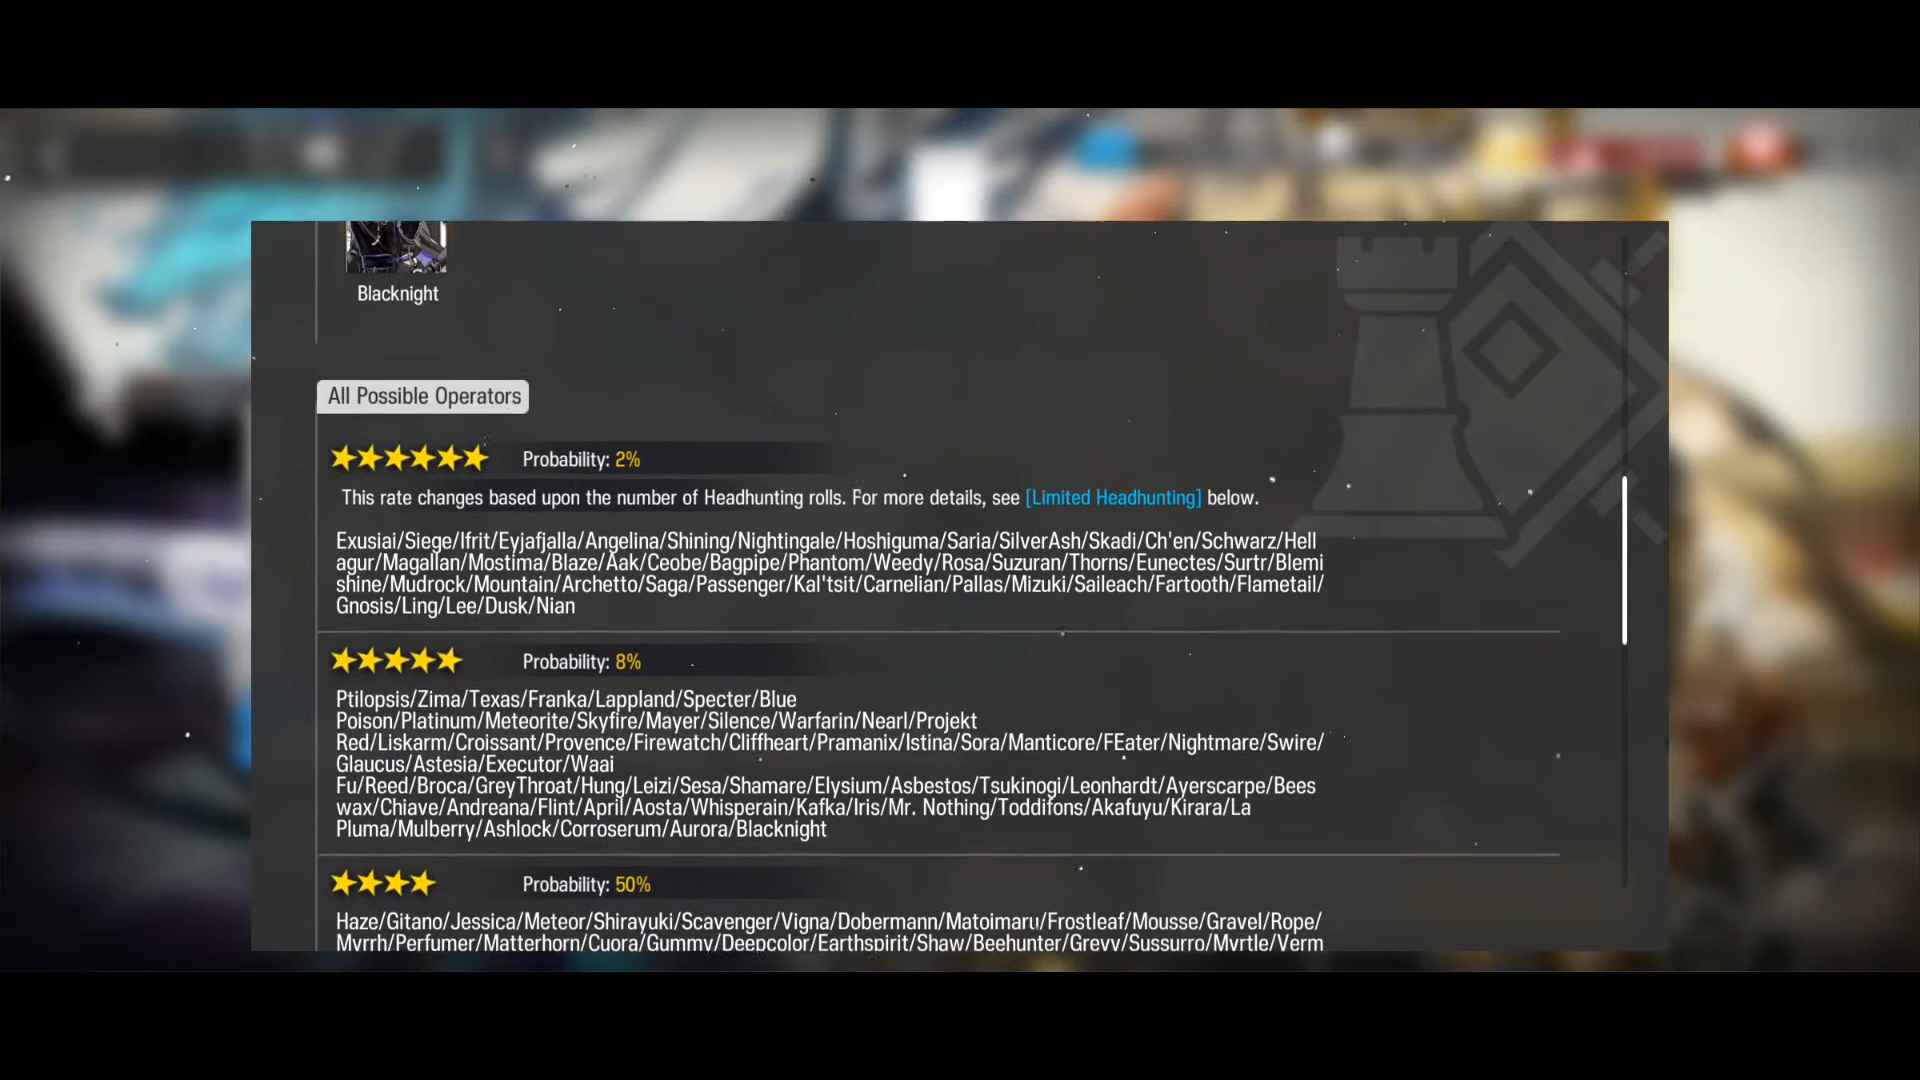 Blacknight
All Possible Operators
Probability: 2%
This rate changes based upon the number of Headhunting rolls. For more details, see [Limited Headhunting] below.
Exusiai/Siege/Ifrit/Eyjafjalla/Angelina/Shining/Nightingale/Hoshiguma/Saria/SilverAsh/Skadi/Ch'en/Schwarz/Hell
agur/Magallan/Mostima/Blaze/Aak/Ceobe/Bagpipe/Phantom/Weedy/Rosa/Suzuran/Thorns/Eunectes/Surtr/Blemi
shine/Mudrock/Mountain/Archetto/Saga/Passenger/Kal'tsit/Carnelian/Pallas/Mizuki/Saileach/Fartooth/Flametail/
Gnosis/Ling/Lee/Dusk/Nian
Probability: 8%
Ptilopsis/Zima/Texas/Franka/Lappland/Specter/Blue
Poison/Platinum/Meteorite/Skyfire/Mayer/Silence/Warfarin/Nearl/Projekt
Red/Liskarm/Croissant/Provence/Firewatch/Cliffheart/Pramanix/Istina/Sora/Manticore/FEater/Nightmare/Swire/
Glaucus/Astesia/Executor/Waai
Fu/Reed/Broca/GreyThroat/Hung/Leizi/Sesa/Shamare/Elysium/Asbestos/Tsukinogi/Leonhardt/Ayerscarpe/Bees
wax/Chiave/Andreana/Flint/April/Aosta/Whisperain/Kafka/Iris/Mr. Nothing/Toddifons/Akafuyu/Kirara/La
Pluma/Mulberry/Ashlock/Corroserum/Aurora/Blacknight
Probability: 50%
Haze/Gitano/Jessica/Meteor/Shirayuki/Scavenger/Vigna/Dobermann/Matoimaru/Frostleaf/Mousse/Gravel/Rope/
Myrrh/Perfumer/Matterhorn/Cuora/Gummy/Deepcolor/Earthspirit/Shaw/Beehunter/Greyy/Sussurro/Myrtle/Verm